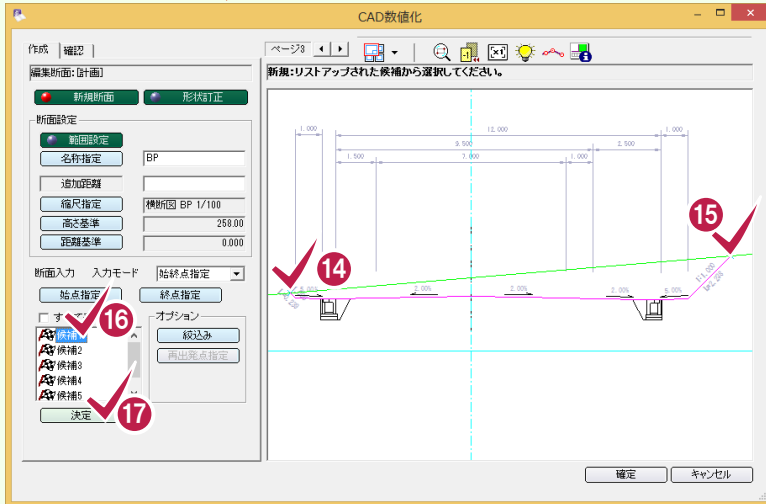 CAD数値化
作成 確認
編集断面：[計画]
新規断面 形状訂正
断面設定
範囲設定
名称指定 BP
追加距離
縮尺指定 横断図 BP 1/100
高さ基準 258.00
距離基準 0.000
断面入力 入力モード 始終点指定
始点指定 終点指定
オプション
候補1
候補2
候補3
候補4
候補5
絞込み
再出発点指定
決定
16
17
ページ3
新規：リストアップされた候補から選択してください。
1.000 12.000 1.000
9.500 2.500
1.500 7.000 1.000
14
15
5.00% 2.00% 2.00% 2.00% 5.00%
1:1.000
確定 キャンセル